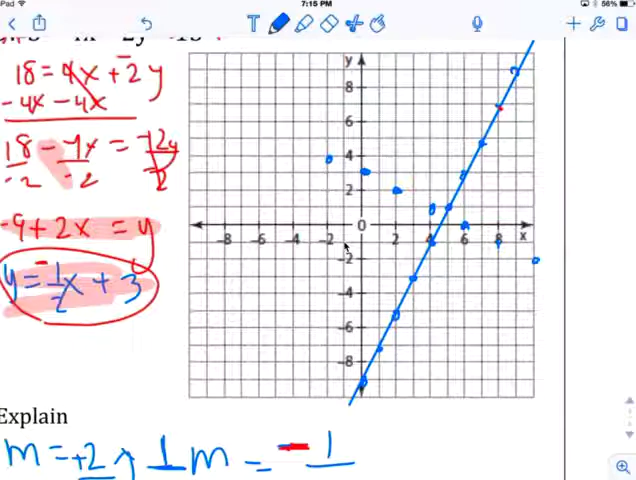 Pad
7:15 PM
56%
T
18 = 4x + -2y
-4x -4x
18 - 4x = -2y
-2 -2 -2
-9 + 2x = y
y = -1/2 x + 3
y
8
6
4
2
-8 -6 -4 -2 0 2 4 6 8 x
-2
-4
-6
-8
Explain
m = +2 ⊥ m = - 1